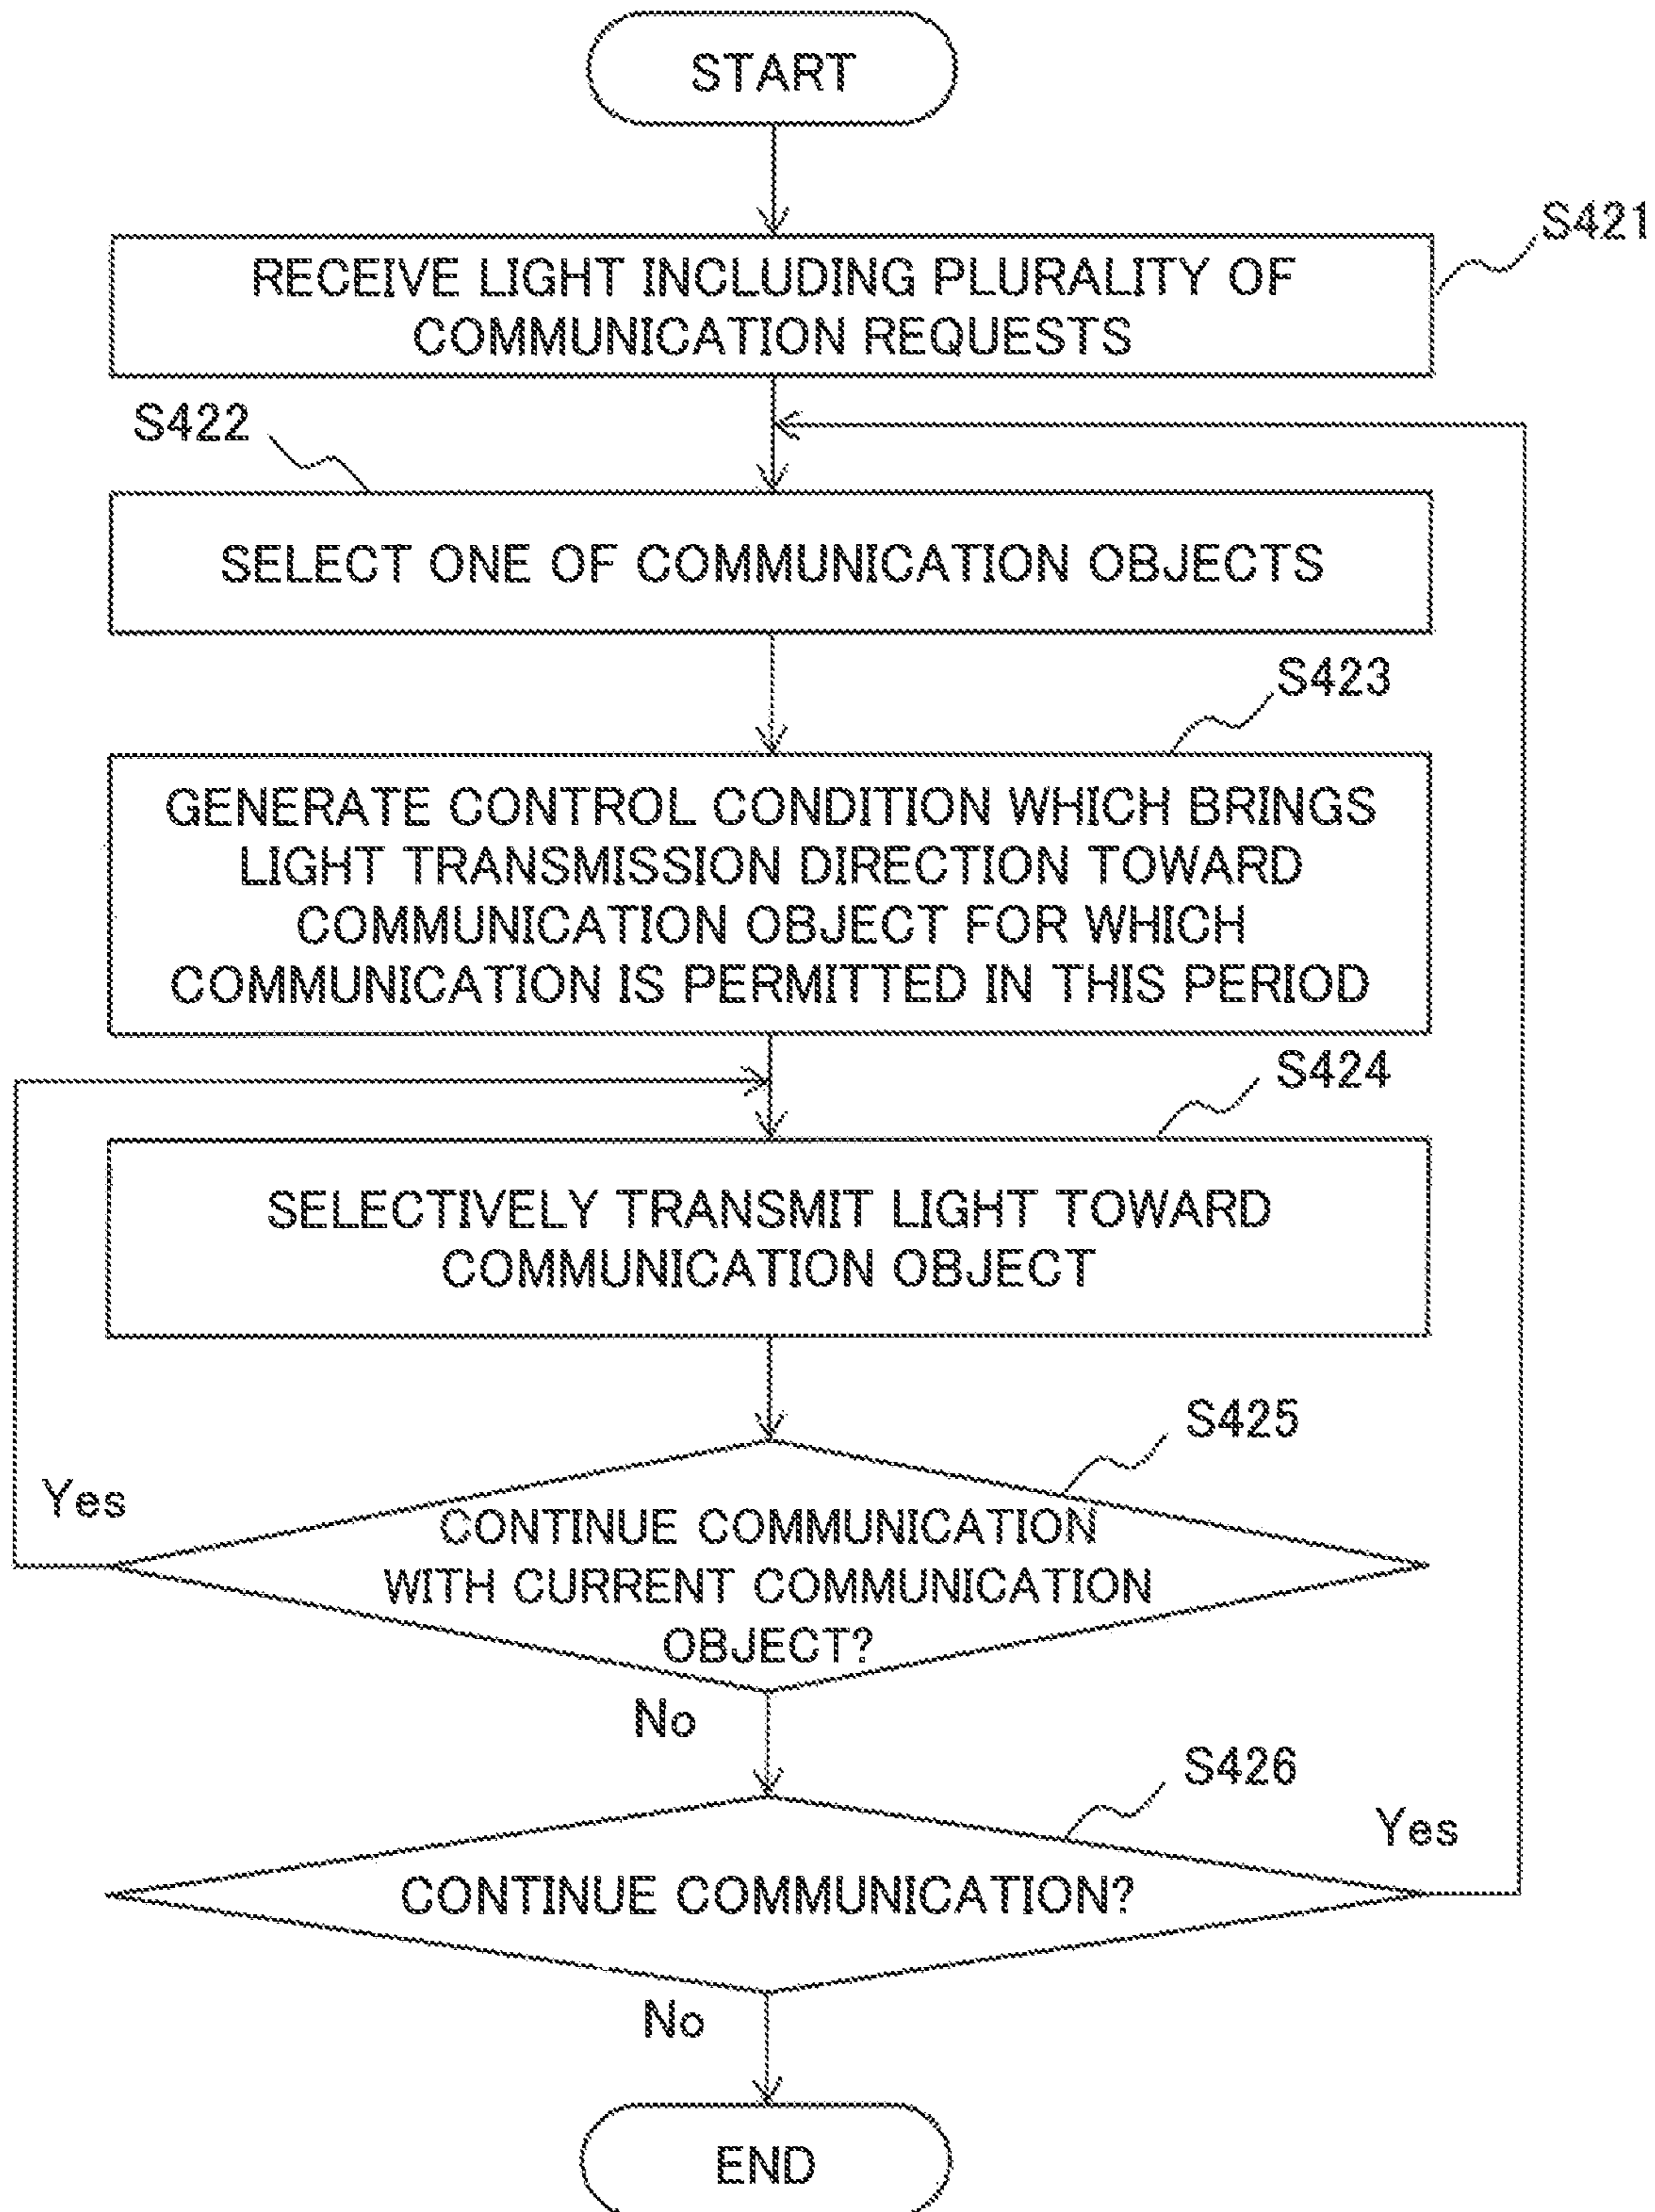 START
S421
RECEIVE LIGHT INCLUDING PLURALITY OF
COMMUNICATION REQUESTS
S422
SELECT ONE OF COMMUNICATION OBJECTS
S423
GENERATE CONTROL CONDITION WHICH BRINGS
LIGHT TRANSMISSION DIRECTION TOWARD
COMMUNICATION OBJECT FOR WHICH
COMMUNICATION IS PERMITTED IN THIS PERIOD
S424
SELECTIVELY TRANSMIT LIGHT TOWARD
COMMUNICATION OBJECT
S425
Yes
CONTINUE COMMUNICATION
WITH CURRENT COMMUNICATION
OBJECT?
No
S426
Yes
CONTINUE COMMUNICATION?
No
END